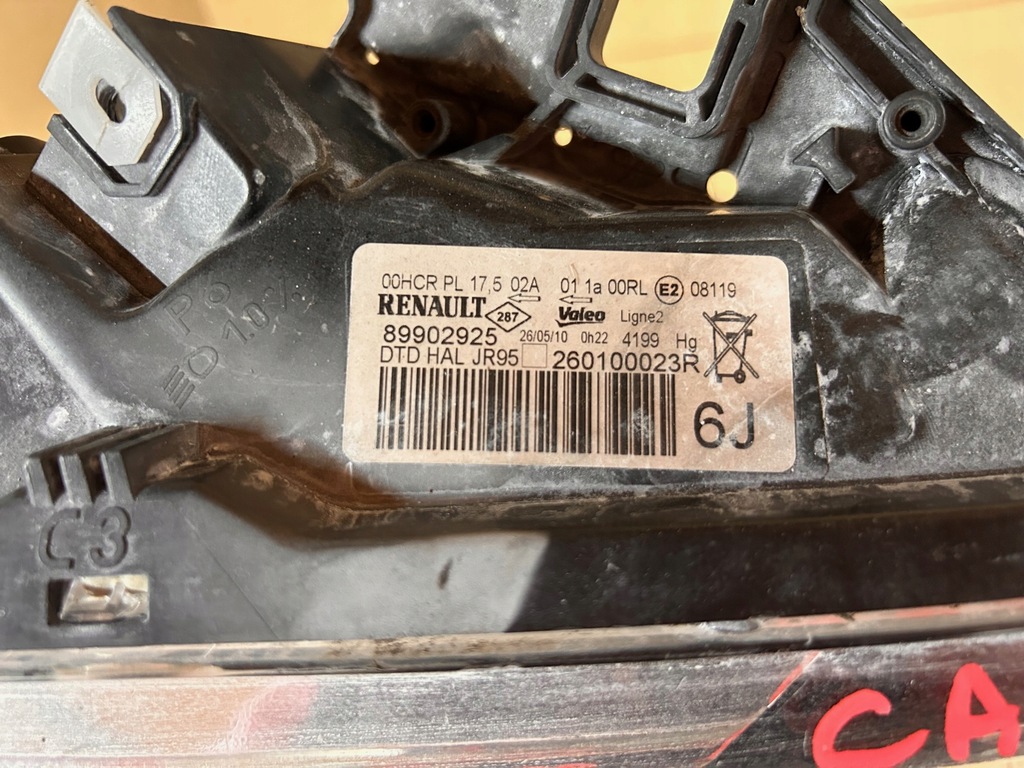 00HCR PL 17,5 02A 01 1a 00RL E2 08119
RENAULT 287 Valeo Ligne2
89902925 26/05/10 0h22 4199 Hg
DTD HAL JR95 260100023R
6J
C3
CA